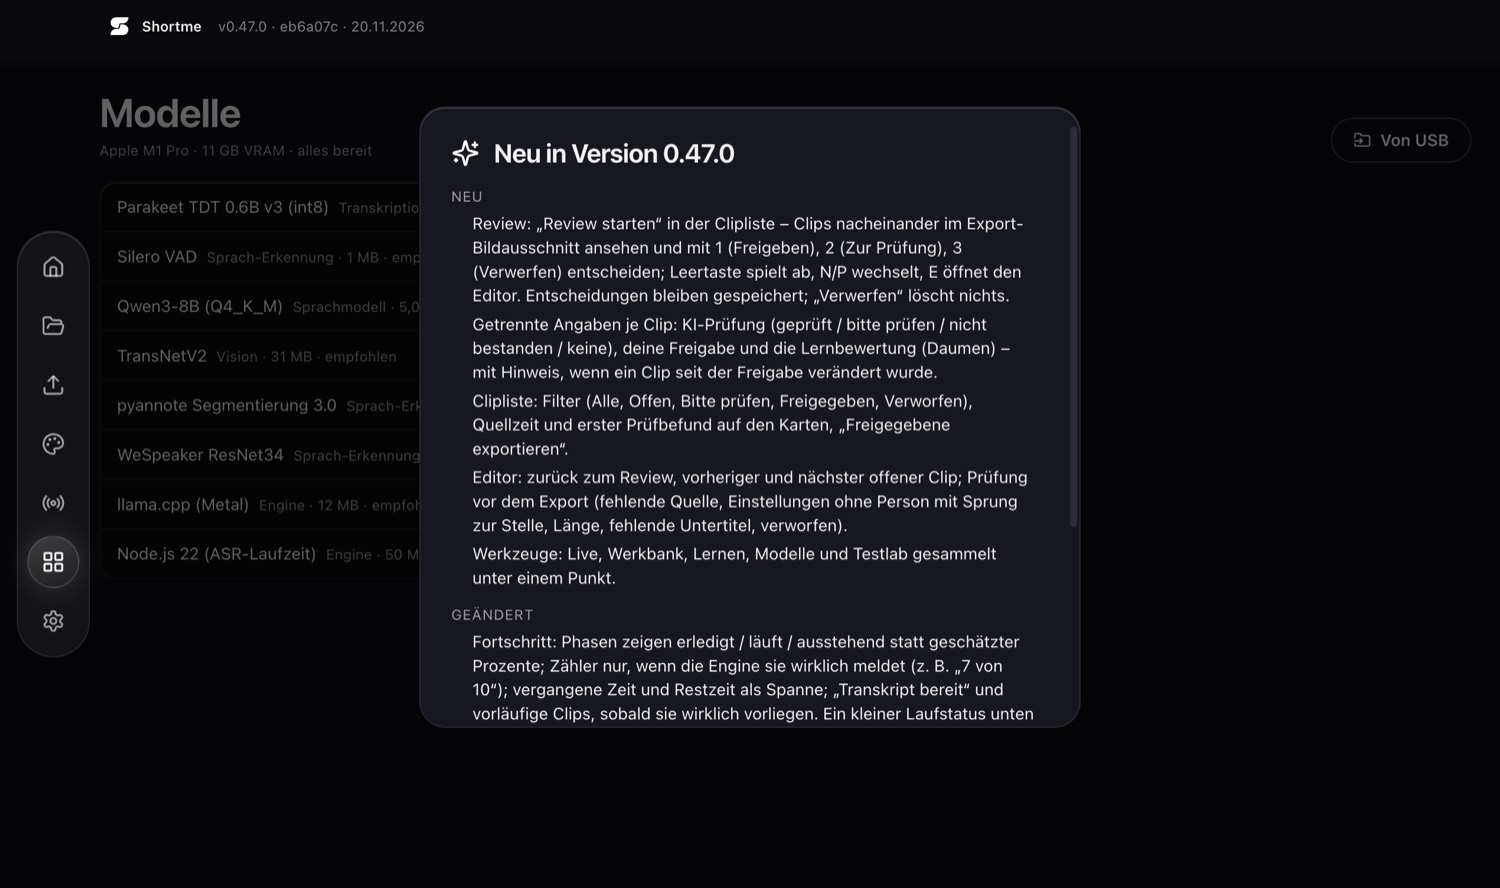 Shortme v0.47.0 · eb6a07c · 20.11.2026
Modelle
Apple M1 Pro · 11 GB VRAM · alles bereit
Von USB
Parakeet TDT 0.6B v3 (int8)
Silero VAD Sprach-Erkennung · 1 MB
Qwen3-8B (Q4_K_M) Sprachmodell · 5,0
TransNetV2 Vision · 31 MB · empfohlen
pyannote Segmentierung 3.0
WeSpeaker ResNet34 Sprach-Erkennung
llama.cpp (Metal) Engine · 12 MB
Node.js 22 (ASR-Laufzeit) Engine · 50 M
Neu in Version 0.47.0
NEU
Review: „Review starten“ in der Clipliste – Clips nacheinander im Export-
Bildausschnitt ansehen und mit 1 (Freigeben), 2 (Zur Prüfung), 3
(Verwerfen) entscheiden; Leertaste spielt ab, N/P wechselt, E öffnet den
Editor. Entscheidungen bleiben gespeichert; „Verwerfen“ löscht nichts.
Getrennte Angaben je Clip: KI-Prüfung (geprüft / bitte prüfen / nicht
bestanden / keine), deine Freigabe und die Lernbewertung (Daumen) –
mit Hinweis, wenn ein Clip seit der Freigabe verändert wurde.
Clipliste: Filter (Alle, Offen, Bitte prüfen, Freigegeben, Verworfen),
Quellzeit und erster Prüfbefund auf den Karten, „Freigegebene
exportieren“.
Editor: zurück zum Review, vorheriger und nächster offener Clip; Prüfung
vor dem Export (fehlende Quelle, Einstellungen ohne Person mit Sprung
zur Stelle, Länge, fehlende Untertitel, verworfen).
Werkzeuge: Live, Werkbank, Lernen, Modelle und Testlab gesammelt
unter einem Punkt.
GEÄNDERT
Fortschritt: Phasen zeigen erledigt / läuft / ausstehend statt geschätzter
Prozente; Zähler nur, wenn die Engine sie wirklich meldet (z. B. „7 von
10“); vergangene Zeit und Restzeit als Spanne; „Transkript bereit“ und
vorläufige Clips, sobald sie wirklich vorliegen. Ein kleiner Laufstatus unten